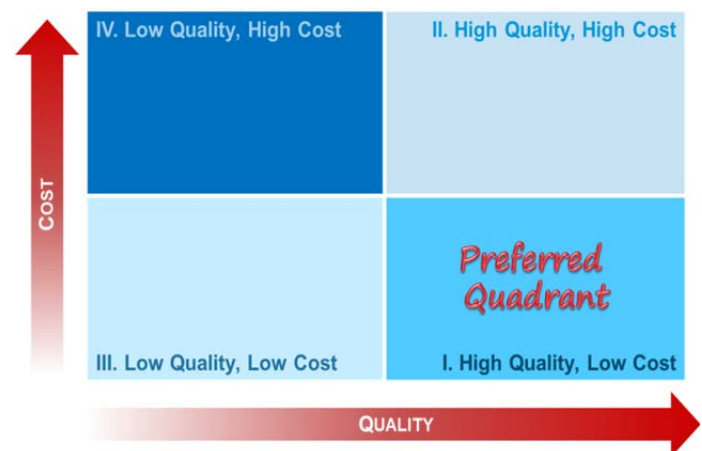 IV. Low Quality, High Cost
II. High Quality, High Cost
COST
Preferred
Quadrant
III. Low Quality, Low Cost
I. High Quality, Low Cost
QUALITY